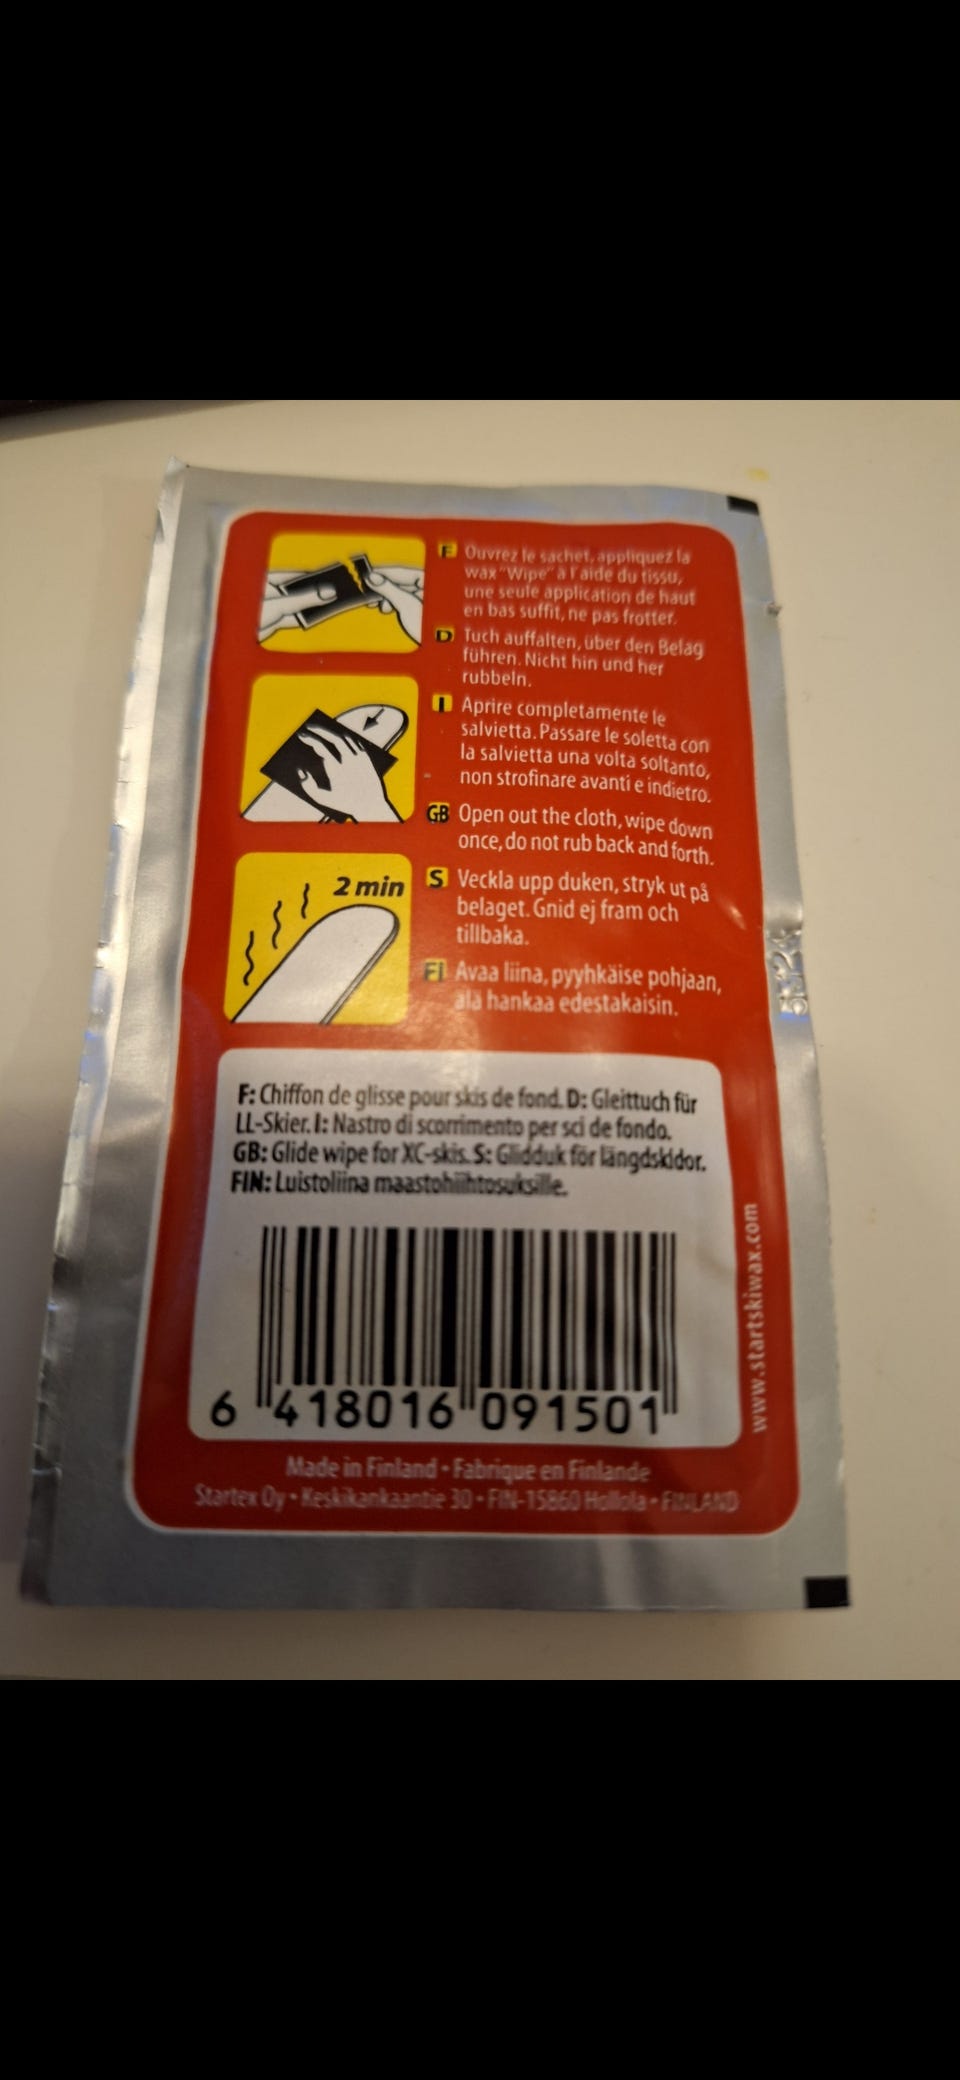 F Ouvrez le sachet, appliquez la
wax "Wipe" à l'aide du tissu,
une seule application de haut
en bas suffit, ne pas frotter.
D Tuch auffalten, über den Belag
führen. Nicht hin und her
rubbeln.
I Aprire completamente le
salvietta. Passare le soletta con
la salvietta una volta soltanto,
non strofinare avanti e indietro.
GB Open out the cloth, wipe down
once, do not rub back and forth.
2 min
S Veckla upp duken, stryk ut på
belaget. Gnid ej fram och
tillbaka.
FI Avaa liina, pyyhkäise pohjaan,
älä hankaa edestakaisin.
F: Chiffon de glisse pour skis de fond. D: Gleittuch für
LL-Skier. I: Nastro di scorrimento per sci de fondo.
GB: Glide wipe for XC-skis. S: Glidduk för längdskidor.
FIN: Luistoliina maastohiihtosuksille.
6 418016 091501
www.startskiwax.com
Made in Finland • Fabrique en Finlande
Startex Oy • Keskikankaantie 30 • FIN-15860 Hollola • FINLAND